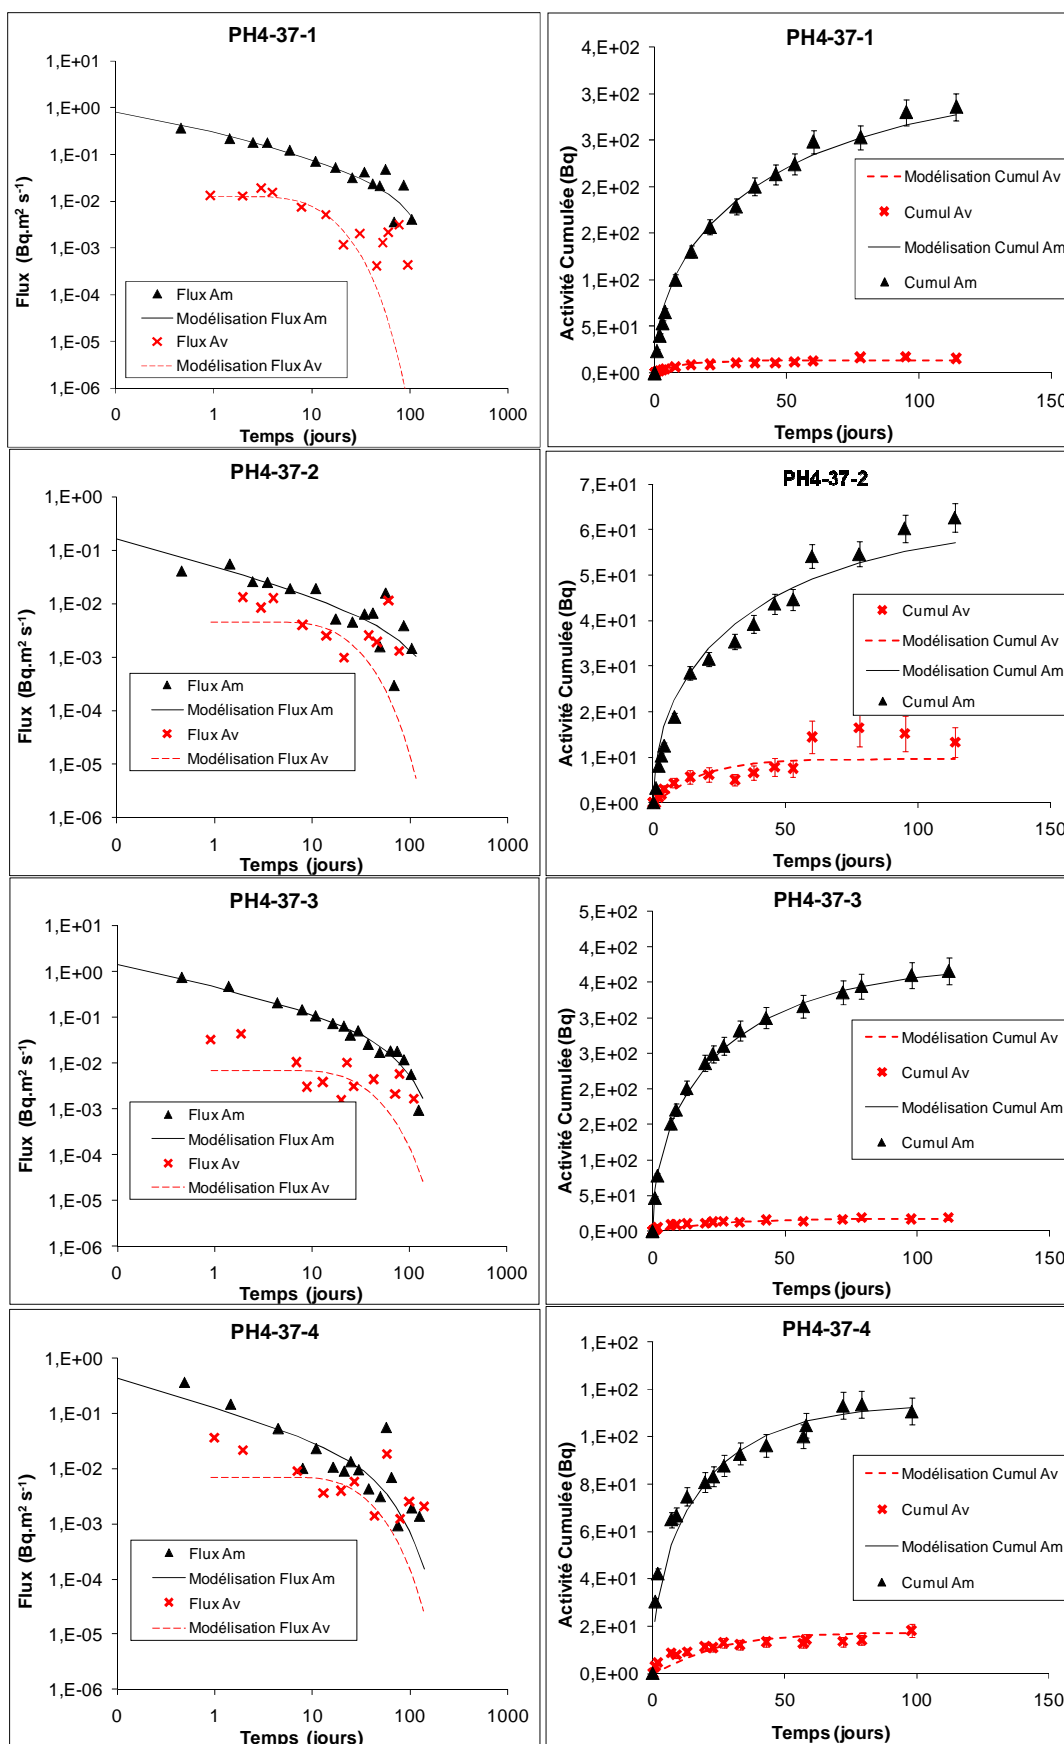 PH4-37-1
1,E+01
1,E+00
1,E-01
1,E-02
1,E-03
1,E-04
1,E-05
1,E-06
Flux (Bq.m² s⁻¹)
Flux Am
Modélisation Flux Am
Flux Av
Modélisation Flux Av
0 1 10 100 1000
Temps (jours)
PH4-37-1
4,E+02
3,E+02
3,E+02
2,E+02
2,E+02
1,E+02
5,E+01
0,E+00
Activité Cumulée (Bq)
Modélisation Cumul Av
Cumul Av
Modélisation Cumul Am
Cumul Am
0 50 100 150
Temps (jours)
PH4-37-2
1,E+00
1,E-01
1,E-02
1,E-03
1,E-04
1,E-05
1,E-06
Flux (Bq.m² s⁻¹)
Flux Am
Modélisation Flux Am
Flux Av
Modélisation Flux Av
0 1 10 100 1000
Temps (jours)
PH4-37-2
7,E+01
6,E+01
5,E+01
4,E+01
3,E+01
2,E+01
1,E+01
0,E+00
Activité Cumulée (Bq)
Cumul Av
Modélisation Cumul Av
Modélisation Cumul Am
Cumul Am
0 50 100 150
Temps (jours)
PH4-37-3
1,E+01
1,E+00
1,E-01
1,E-02
1,E-03
1,E-04
1,E-05
1,E-06
Flux (Bq.m² s⁻¹)
Flux Am
Modélisation Flux Am
Flux Av
Modélisation Flux Av
0 1 10 100 1000
Temps (jours)
PH4-37-3
5,E+02
4,E+02
4,E+02
3,E+02
3,E+02
2,E+02
2,E+02
1,E+02
5,E+01
0,E+00
Activité Cumulée (Bq)
Modélisation Cumul Av
Cumul Av
Modélisation Cumul Am
Cumul Am
0 50 100 150
Temps (jours)
PH4-37-4
1,E+00
1,E-01
1,E-02
1,E-03
1,E-04
1,E-05
1,E-06
Flux (Bq.m² s⁻¹)
Flux Am
Modélisation Flux Am
Flux Av
Modélisation Flux Av
0 1 10 100 1000
Temps (jours)
PH4-37-4
1,E+02
1,E+02
1,E+02
8,E+01
6,E+01
4,E+01
2,E+01
0,E+00
Activité Cumulée (Bq)
Modélisation Cumul Av
Cumul Av
Modélisation Cumul Am
Cumul Am
0 50 100 150
Temps (jours)